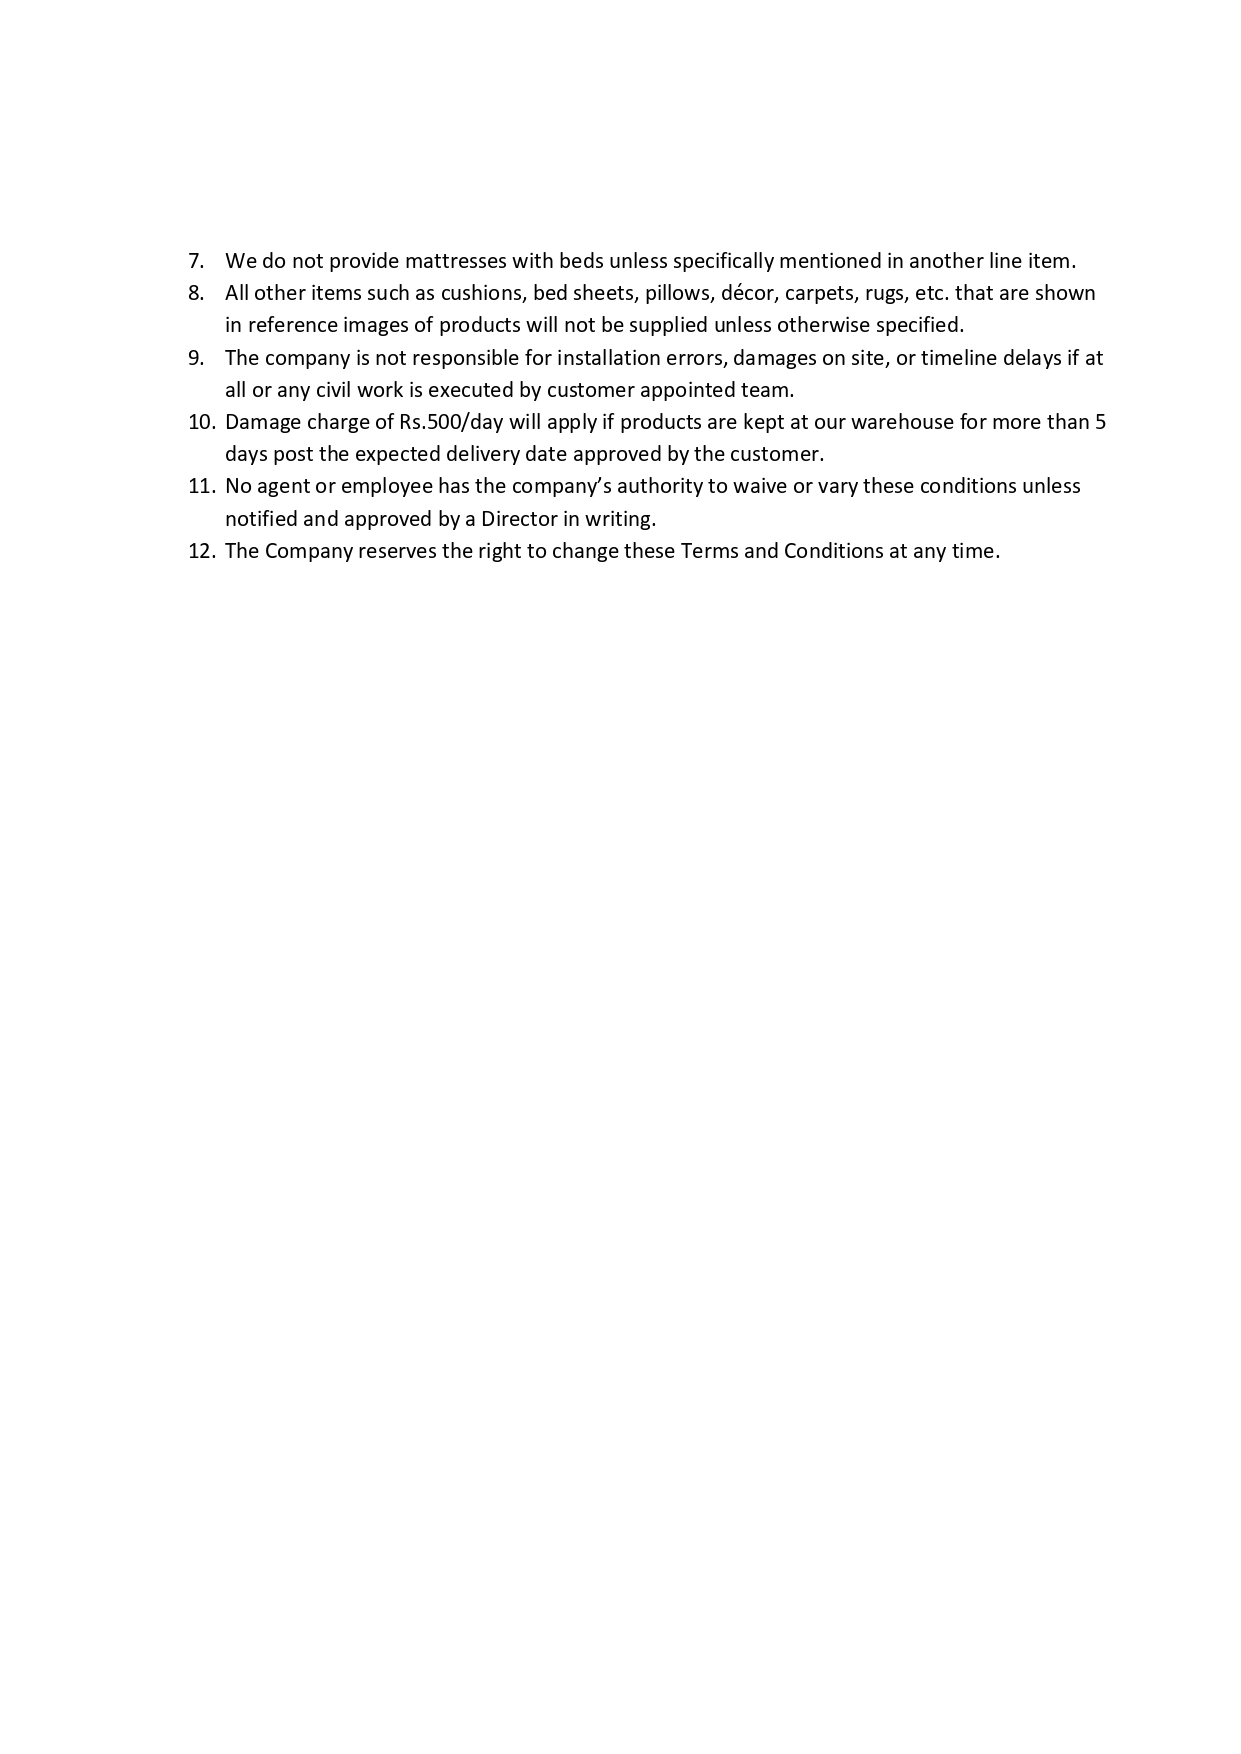 7. We do not provide mattresses with beds unless specifically mentioned in another line item.
8. All other items such as cushions, bed sheets, pillows, décor, carpets, rugs, etc. that are shown
in reference images of products will not be supplied unless otherwise specified.
9. The company is not responsible for installation errors, damages on site, or timeline delays if at
all or any civil work is executed by customer appointed team.
10. Damage charge of Rs.500/day will apply if products are kept at our warehouse for more than 5
days post the expected delivery date approved by the customer.
11. No agent or employee has the company’s authority to waive or vary these conditions unless
notified and approved by a Director in writing.
12. The Company reserves the right to change these Terms and Conditions at any time.